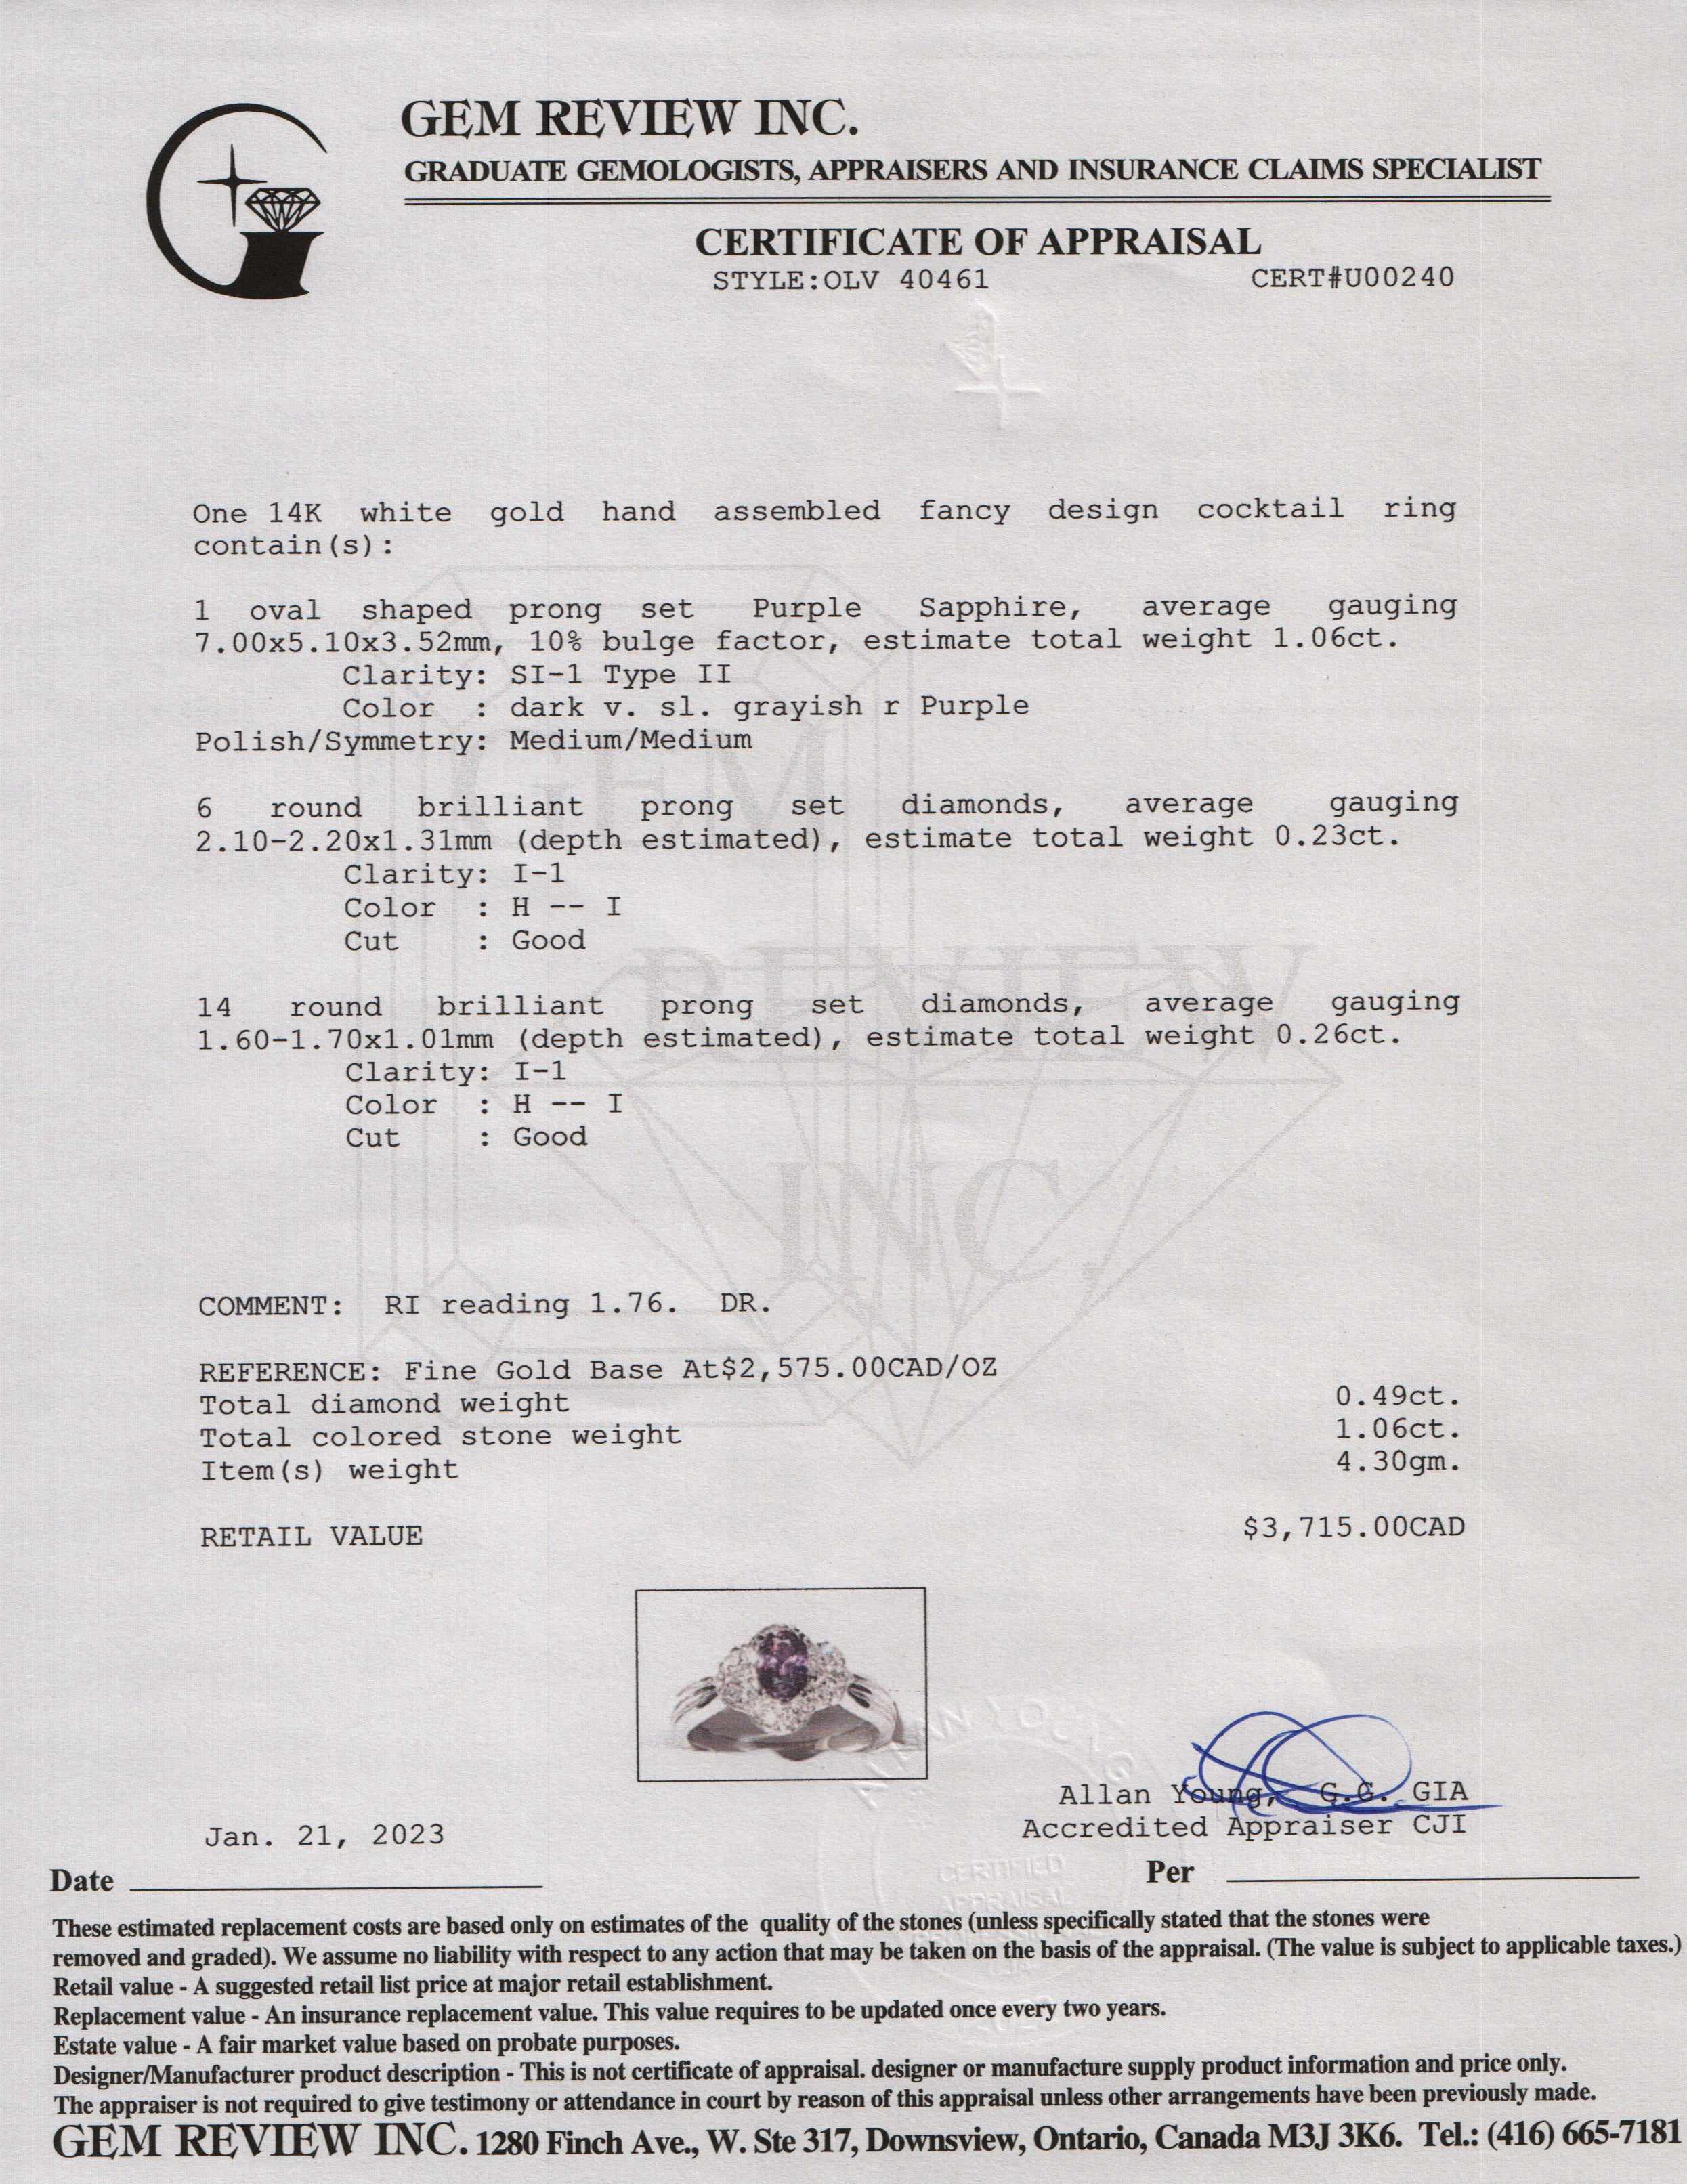 GEM REVIEW INC.
GRADUATE GEMOLOGISTS, APPRAISERS AND INSURANCE CLAIMS SPECIALIST
CERTIFICATE OF APPRAISAL
STYLE:OLV 40461 CERT#U00240
One 14K white gold hand assembled fancy design cocktail ring
contain(s):
1 oval shaped prong set Purple Sapphire, average gauging
7.00x5.10x3.52mm, 10% bulge factor, estimate total weight 1.06ct.
Clarity: SI-1 Type II
Color : dark v. sl. grayish r Purple
Polish/Symmetry: Medium/Medium
6 round brilliant prong set diamonds, average gauging
2.10-2.20x1.31mm (depth estimated), estimate total weight 0.23ct.
Clarity: I-1
Color : H -- I
Cut : Good
14 round brilliant prong set diamonds, average gauging
1.60-1.70x1.01mm (depth estimated), estimate total weight 0.26ct.
Clarity: I-1
Color : H -- I
Cut : Good
GEM
REVIEW
INC.
COMMENT: RI reading 1.76. DR.
REFERENCE: Fine Gold Base At$2,575.00CAD/OZ
Total diamond weight 0.49ct.
Total colored stone weight 1.06ct.
Item(s) weight 4.30gm.
RETAIL VALUE $3,715.00CAD
ALLAN YOUNG
CERTIFIED
APPRAISAL
Allan Young, G.G. GIA
Accredited Appraiser CJI
Jan. 21, 2023
Date Per
These estimated replacement costs are based only on estimates of the quality of the stones (unless specifically stated that the stones were
removed and graded). We assume no liability with respect to any action that may be taken on the basis of the appraisal. (The value is subject to applicable taxes.)
Retail value - A suggested retail list price at major retail establishment.
Replacement value - An insurance replacement value. This value requires to be updated once every two years.
Estate value - A fair market value based on probate purposes.
Designer/Manufacturer product description - This is not certificate of appraisal. designer or manufacture supply product information and price only.
The appraiser is not required to give testimony or attendance in court by reason of this appraisal unless other arrangements have been previously made.
GEM REVIEW INC. 1280 Finch Ave., W. Ste 317, Downsview, Ontario, Canada M3J 3K6. Tel.: (416) 665-7181